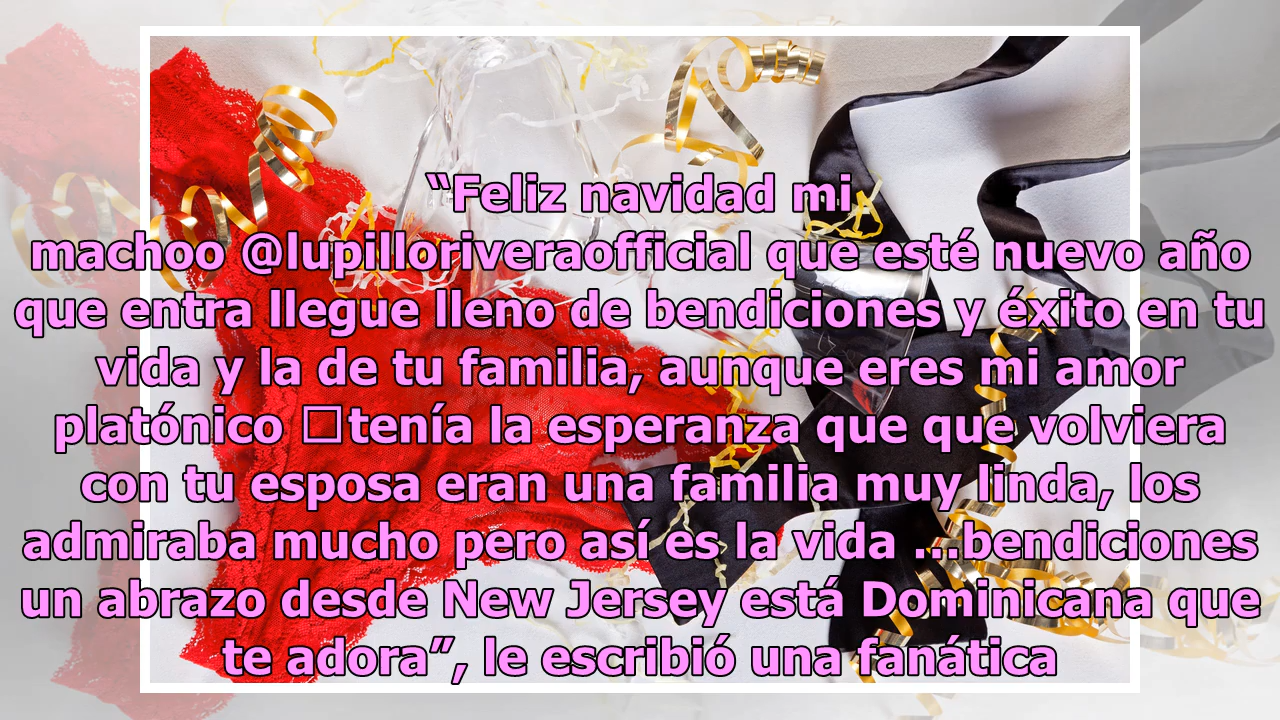 “Feliz navidad mi
machoo @lupilloriveraofficial que esté nuevo año
que entra llegue lleno de bendiciones y éxito en tu
vida y la de tu familia, aunque eres mi amor
platónico □tenía la esperanza que que volviera
con tu esposa eran una familia muy linda, los
admiraba mucho pero así es la vida ...bendiciones
un abrazo desde New Jersey está Dominicana que
te adora”, le escribió una fanática